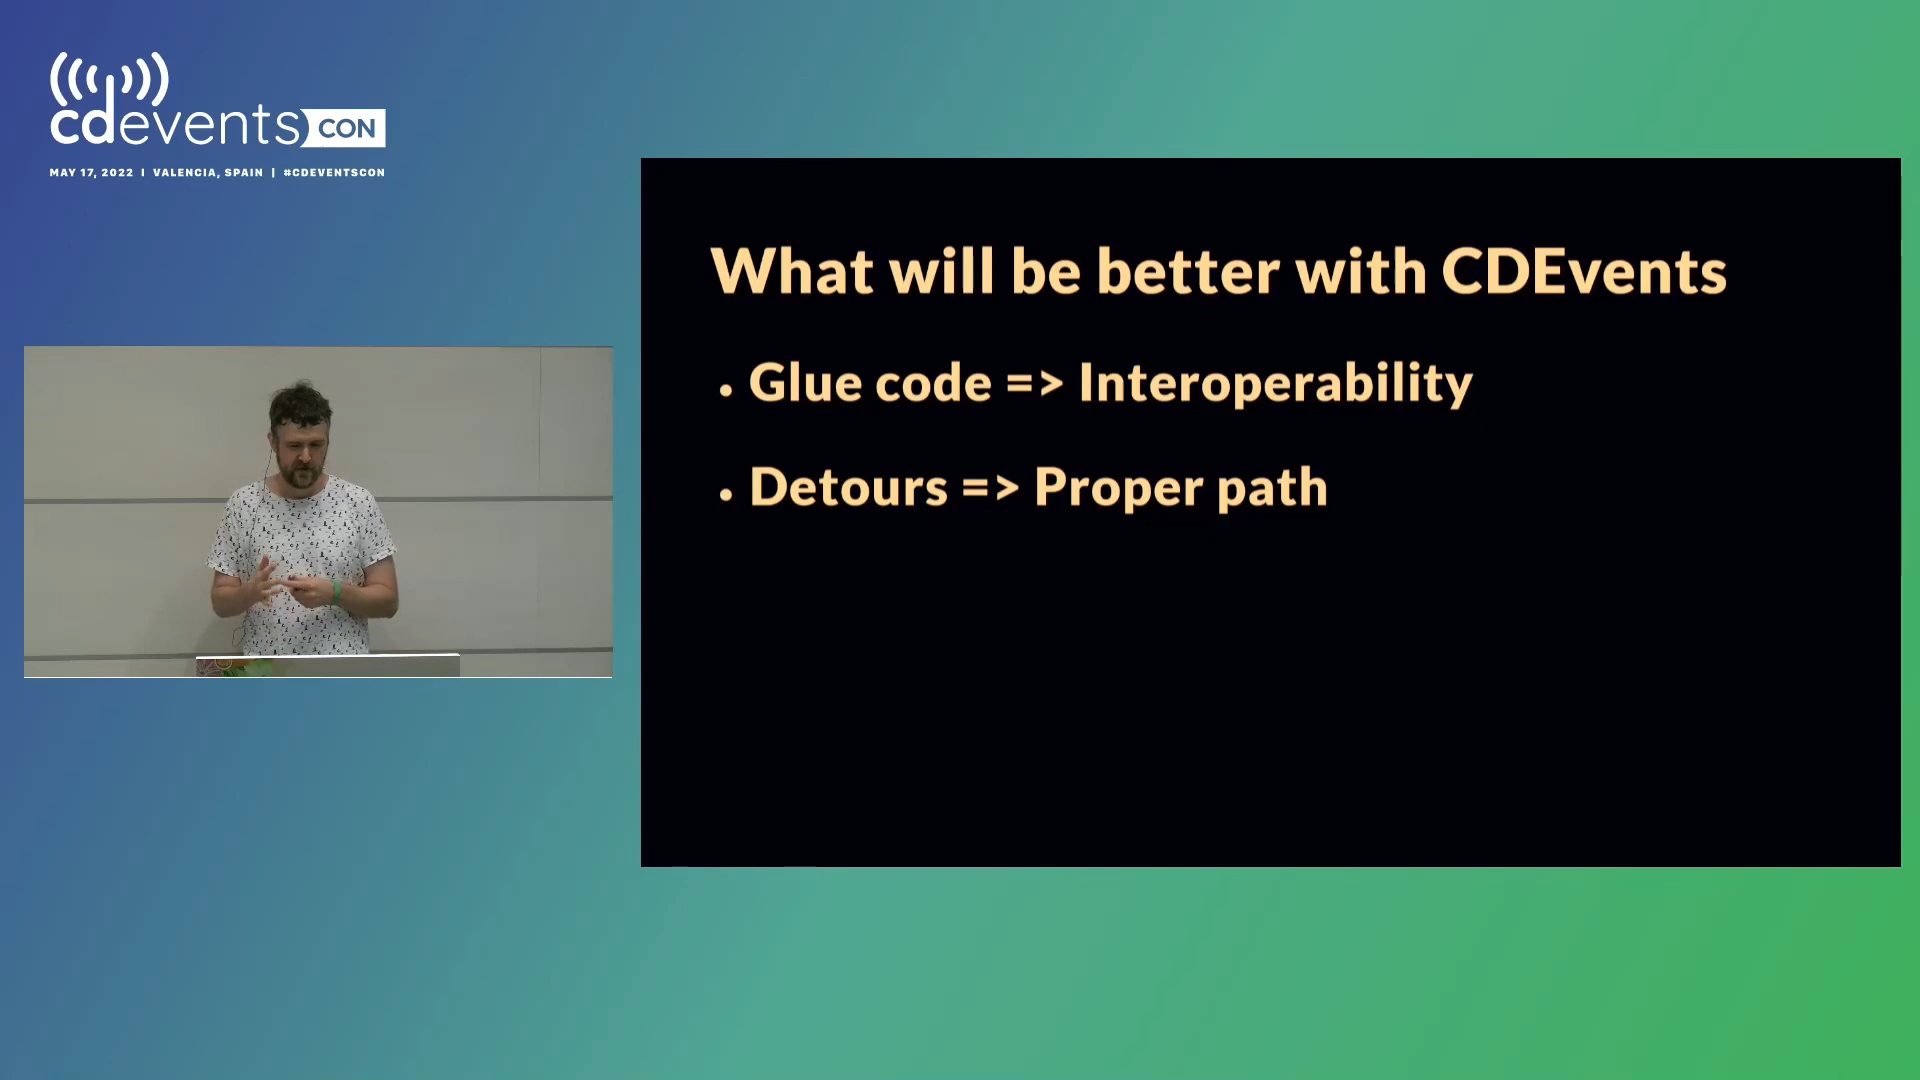 cdevents CON
MAY 17, 2022 | VALENCIA, SPAIN | #CDEVENTSCON
What will be better with CDEvents
• Glue code => Interoperability
• Detours => Proper path